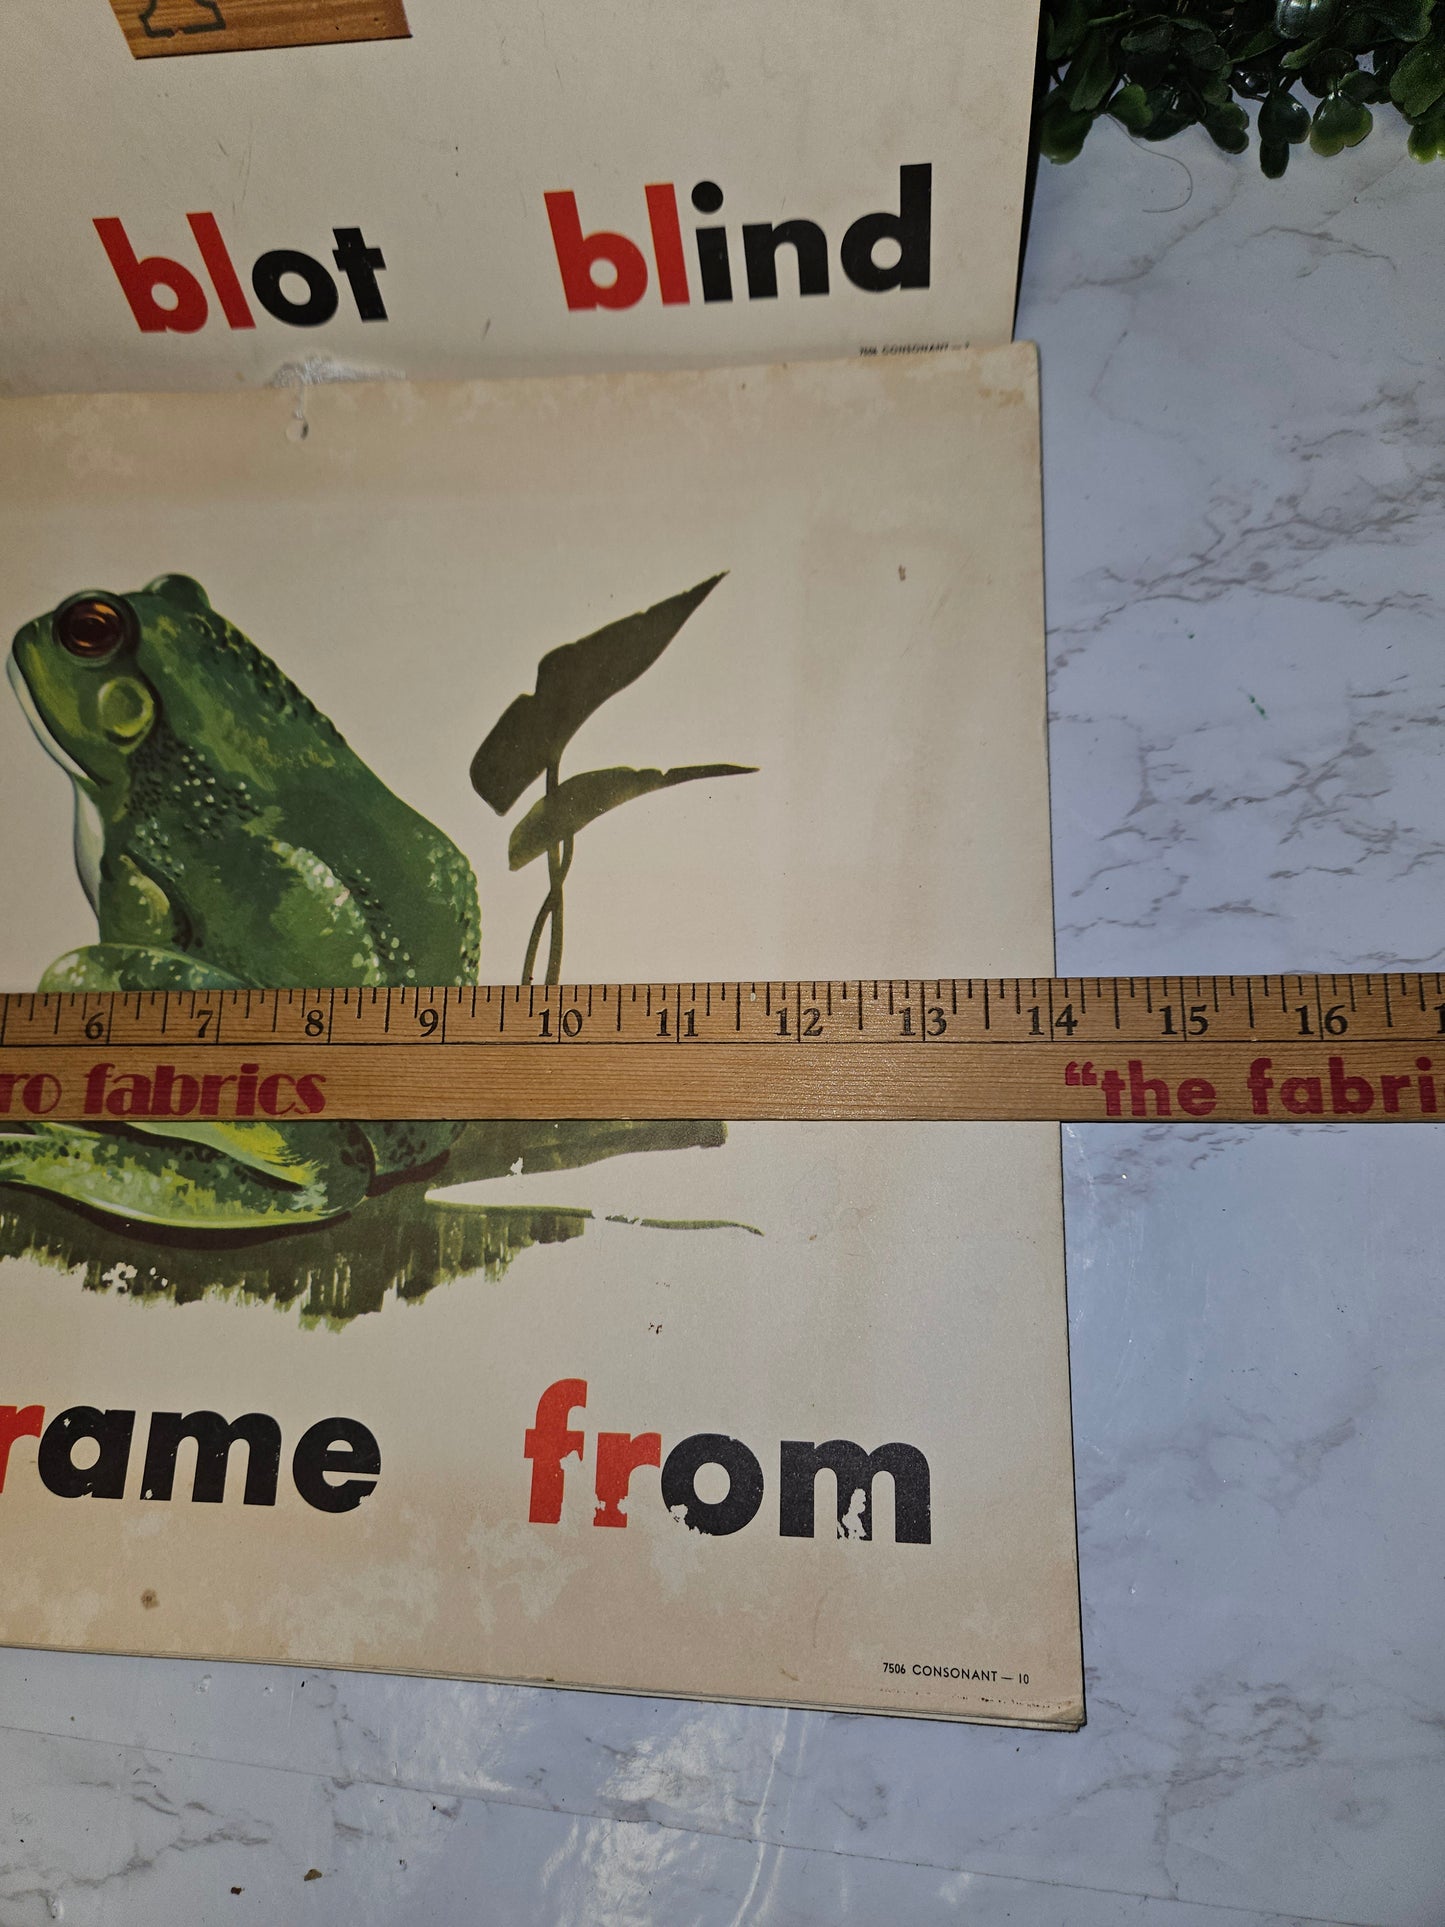 blot blind
7506 CONSONANT — 7
6 7 8 9 10 11 12 13 14 15 16
ro fabrics "the fabri
rame from
7506 CONSONANT — 10